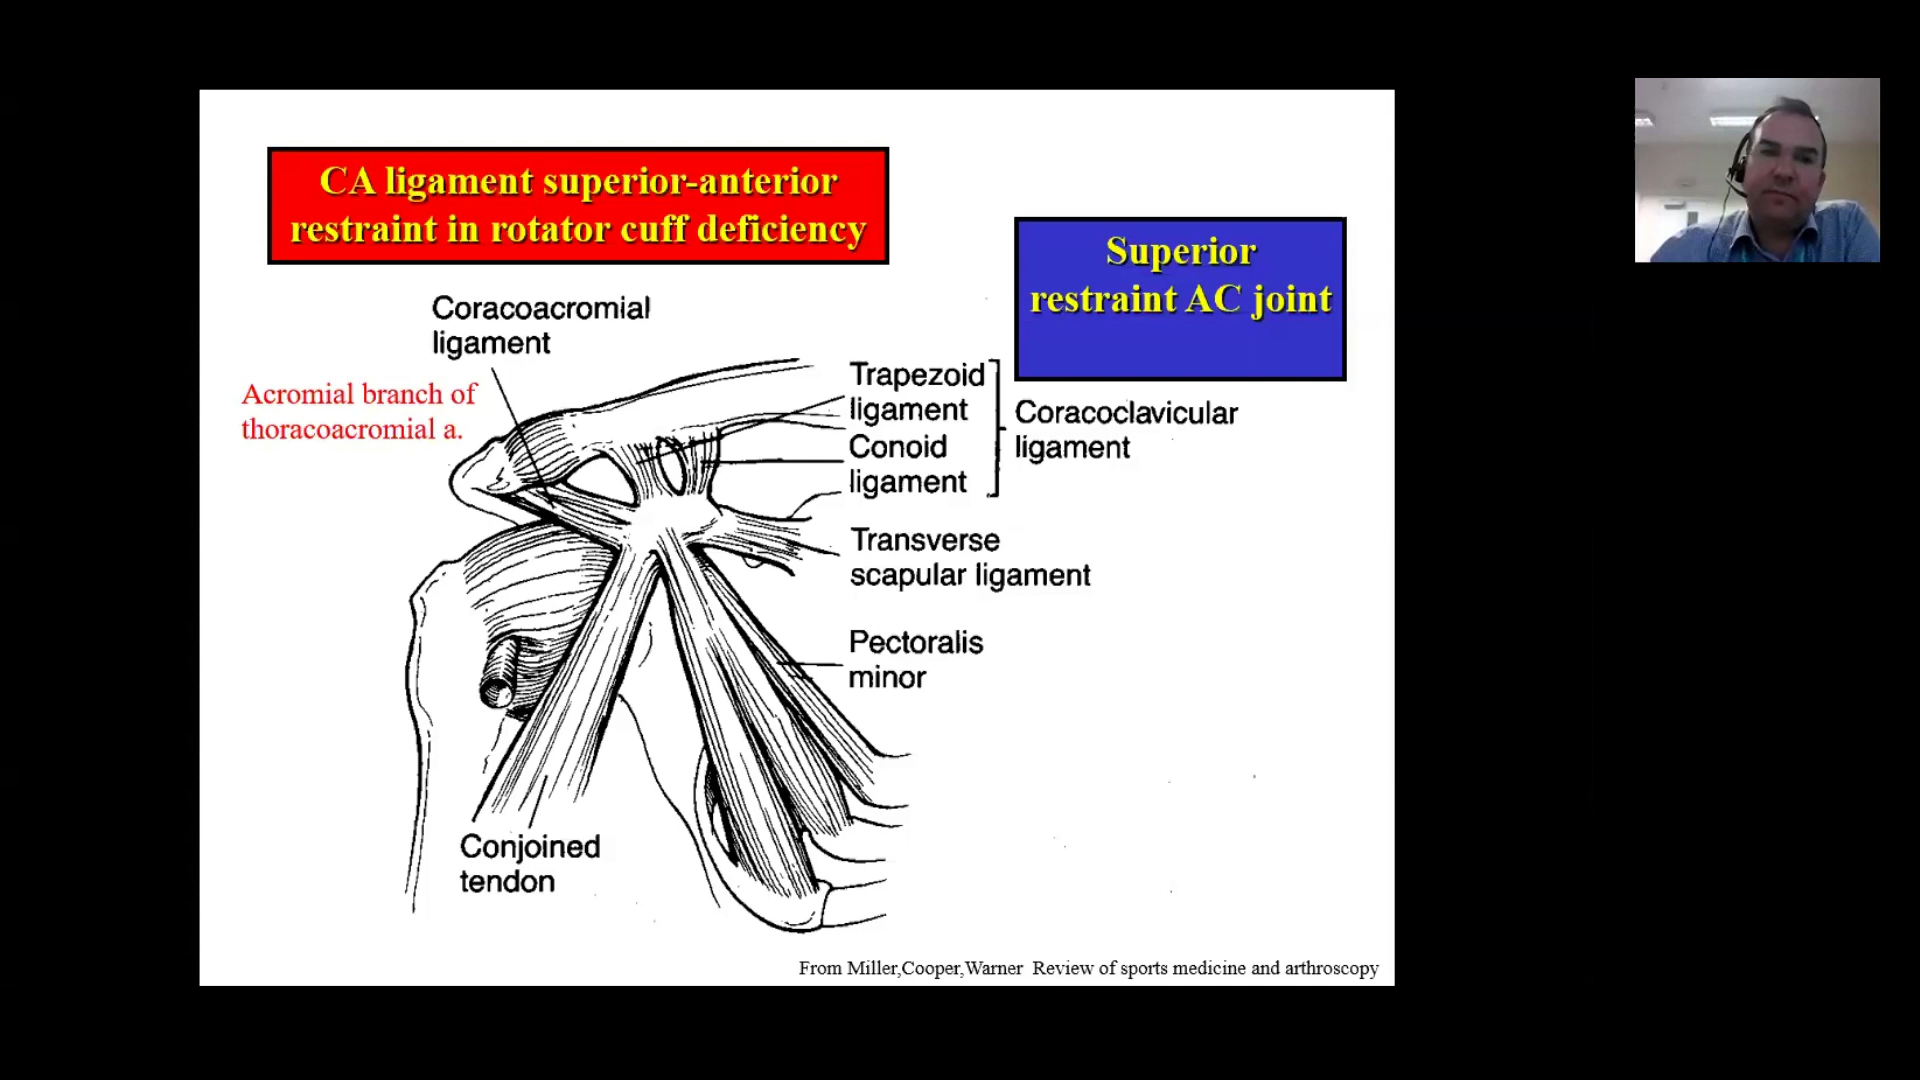 CA ligament superior-anterior
restraint in rotator cuff deficiency
Superior
restraint AC joint
Coracoacromial
ligament
Acromial branch of
thoracoacromial a.
Trapezoid
ligament
Conoid
ligament
Coracoclavicular
ligament
Transverse
scapular ligament
Pectoralis
minor
Conjoined
tendon
From Miller,Cooper,Warner Review of sports medicine and arthroscopy